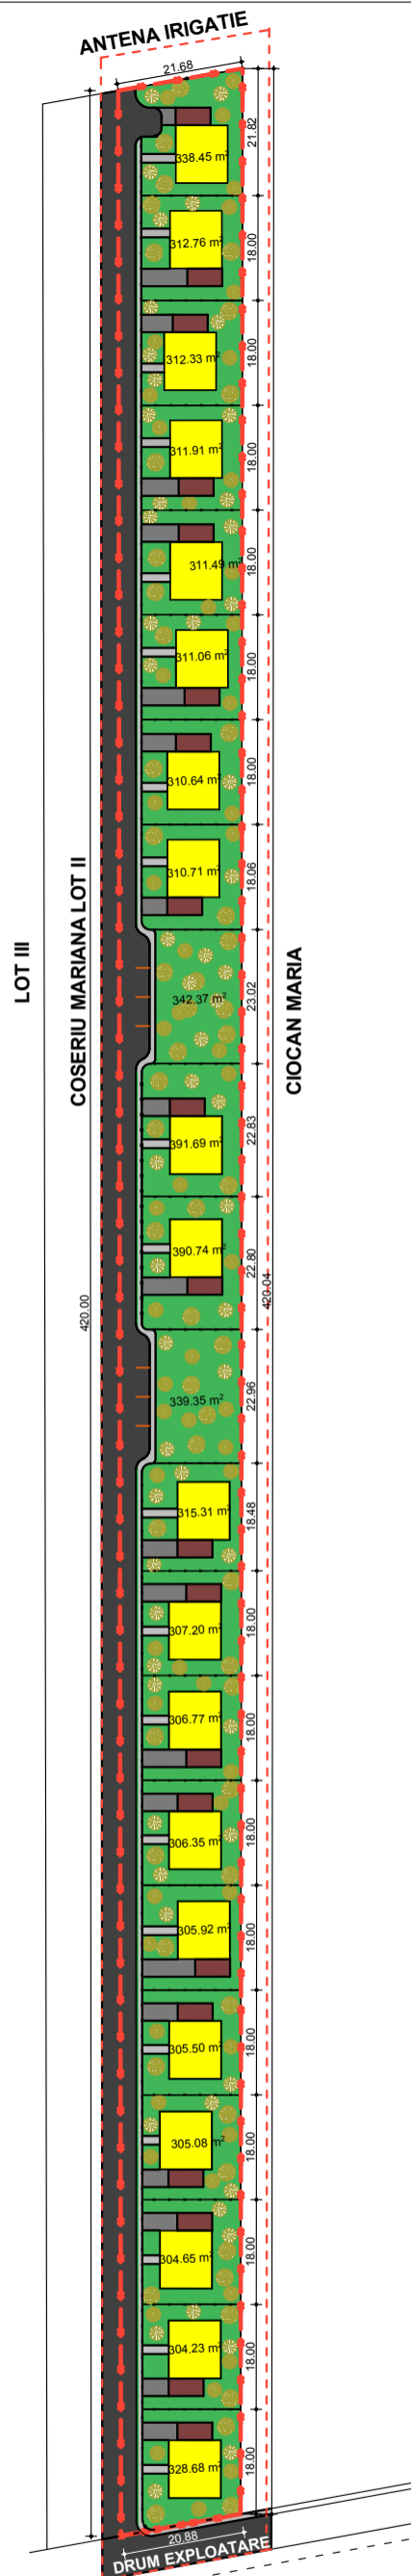 ANTENA IRIGATIE
21.68
21.82
338.45 m²
312.76 m²
18.00
312.33 m²
18.00
311.91 m²
18.00
311.49 m²
18.00
311.06 m²
18.00
310.64 m²
18.00
310.71 m²
18.06
LOT III
COSERIU MARIANA LOT II
CIOCAN MARIA
342.37 m²
23.02
391.69 m²
22.83
390.74 m²
22.80
420.04
420.00
339.35 m²
22.96
315.31 m²
18.48
307.20 m²
18.00
306.77 m²
18.00
306.35 m²
18.00
305.92 m²
18.00
305.50 m²
18.00
305.08 m²
18.00
304.65 m²
18.00
304.23 m²
18.00
328.68 m²
18.00
20.88
DRUM EXPLOATARE